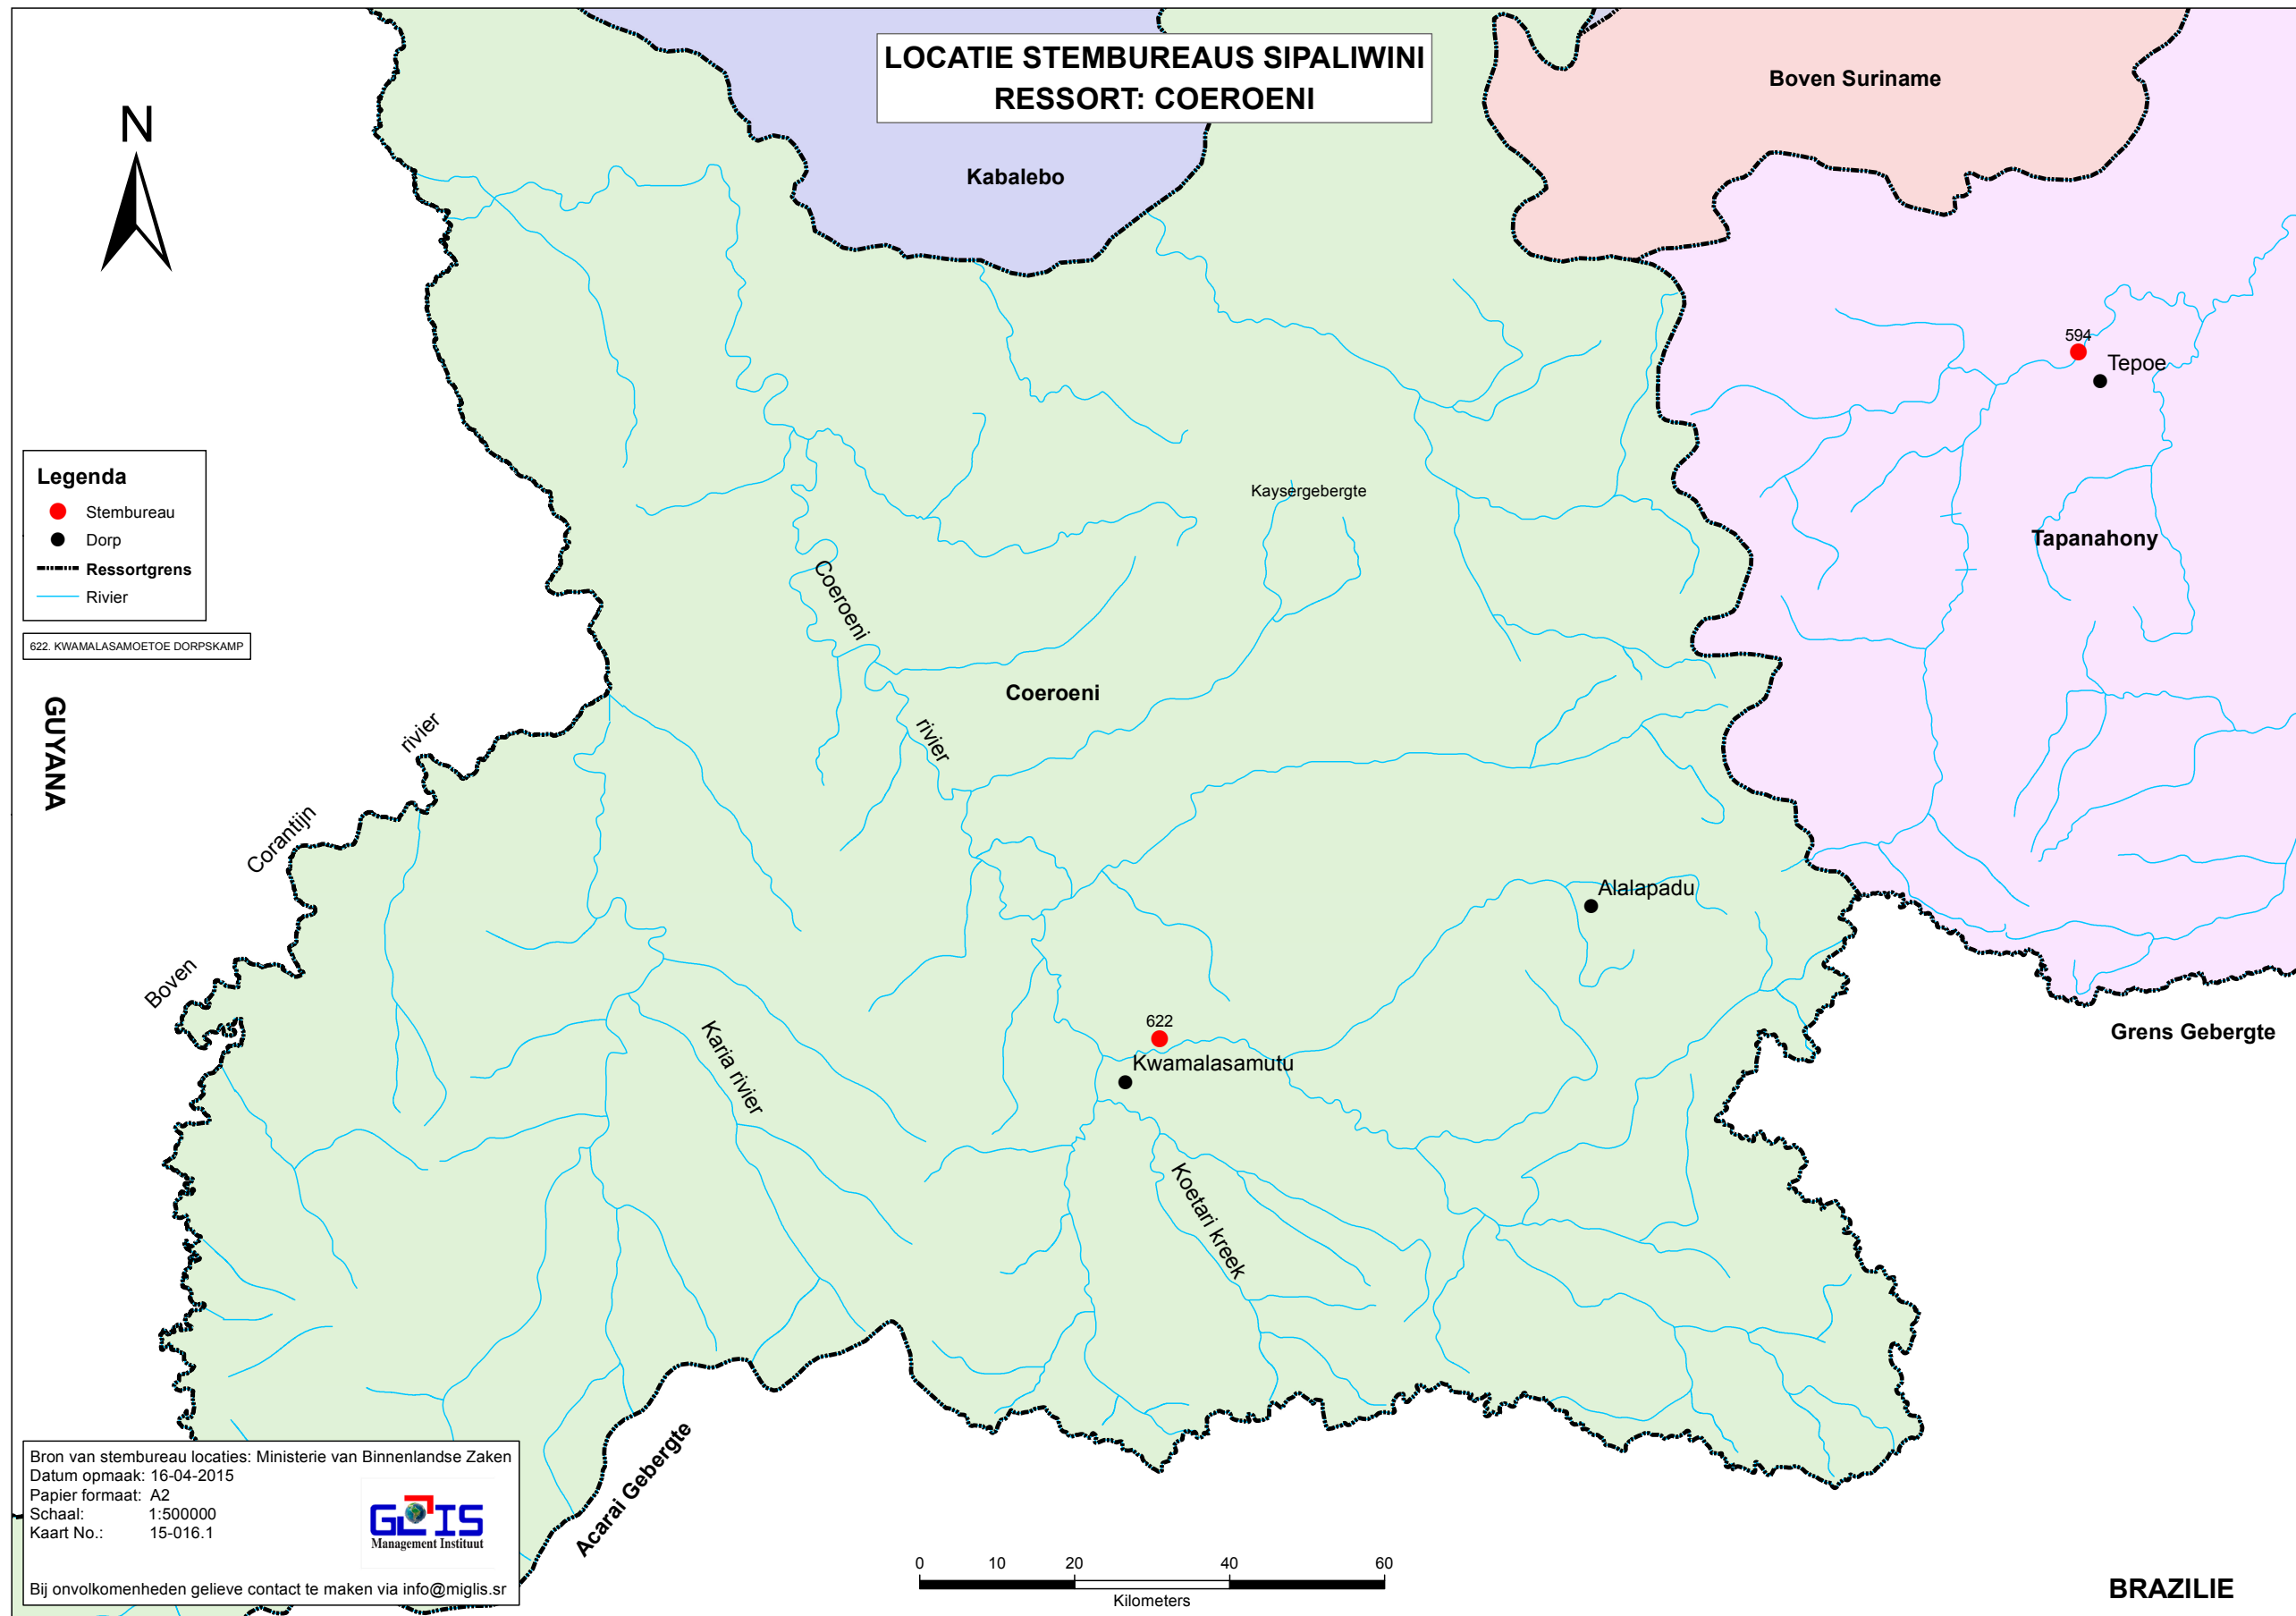 LOCATIE STEMBUREAUS SIPALIWINI
RESSORT: COEROENI
N
Boven Suriname
Kabalebo
594
Tepoe
Legenda
Stembureau
Dorp
Ressortgrens
Rivier
622. KWAMALASAMOETOE DORPSKAMP
Kaysergebergte
Tapanahony
Coeroeni
rivier
Coeroeni
GUYANA
rivier
Corantijn
Boven
Alalapadu
622
Kwamalasamutu
Karia rivier
Koetari kreek
Grens Gebergte
Acarai Gebergte
Bron van stembureau locaties: Ministerie van Binnenlandse Zaken
Datum opmaak: 16-04-2015
Papier formaat: A2
Schaal: 1:500000
Kaart No.: 15-016.1
GLIS
Management Instituut
Bij onvolkomenheden gelieve contact te maken via info@miglis.sr
0 10 20 40 60
Kilometers
BRAZILIE